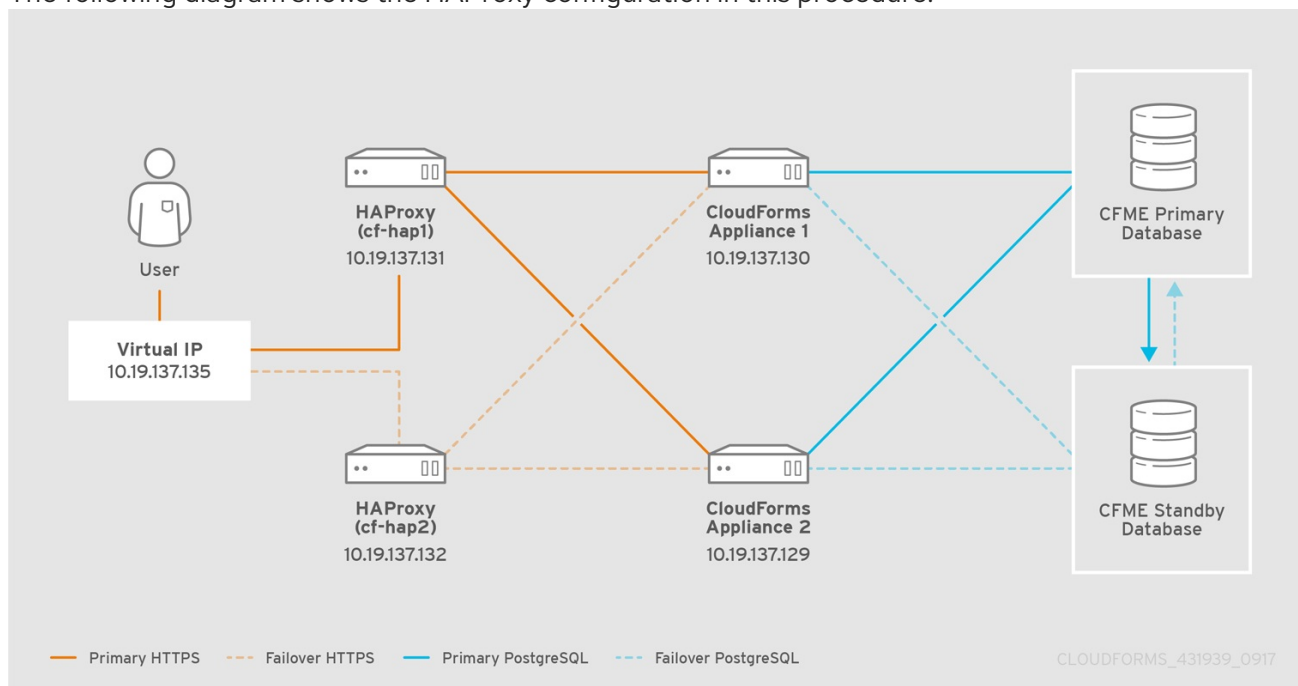 The following diagram shows the HAProxy configuration in this procedure.
User
Virtual IP
10.19.137.135
HAProxy
(cf-hap1)
10.19.137.131
HAProxy
(cf-hap2)
10.19.137.132
CloudForms
Appliance 1
10.19.137.130
CloudForms
Appliance 2
10.19.137.129
CFME Primary
Database
CFME Standby
Database
Primary HTTPS
Failover HTTPS
Primary PostgreSQL
Failover PostgreSQL
CLOUDFORMS_431939_0917